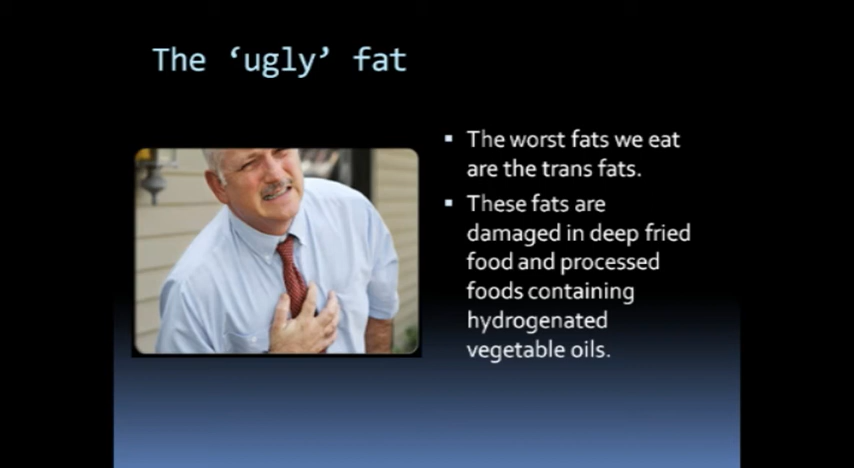 The ‘ugly’ fat
The worst fats we eat
are the trans fats.
These fats are
damaged in deep fried
food and processed
foods containing
hydrogenated
vegetable oils.